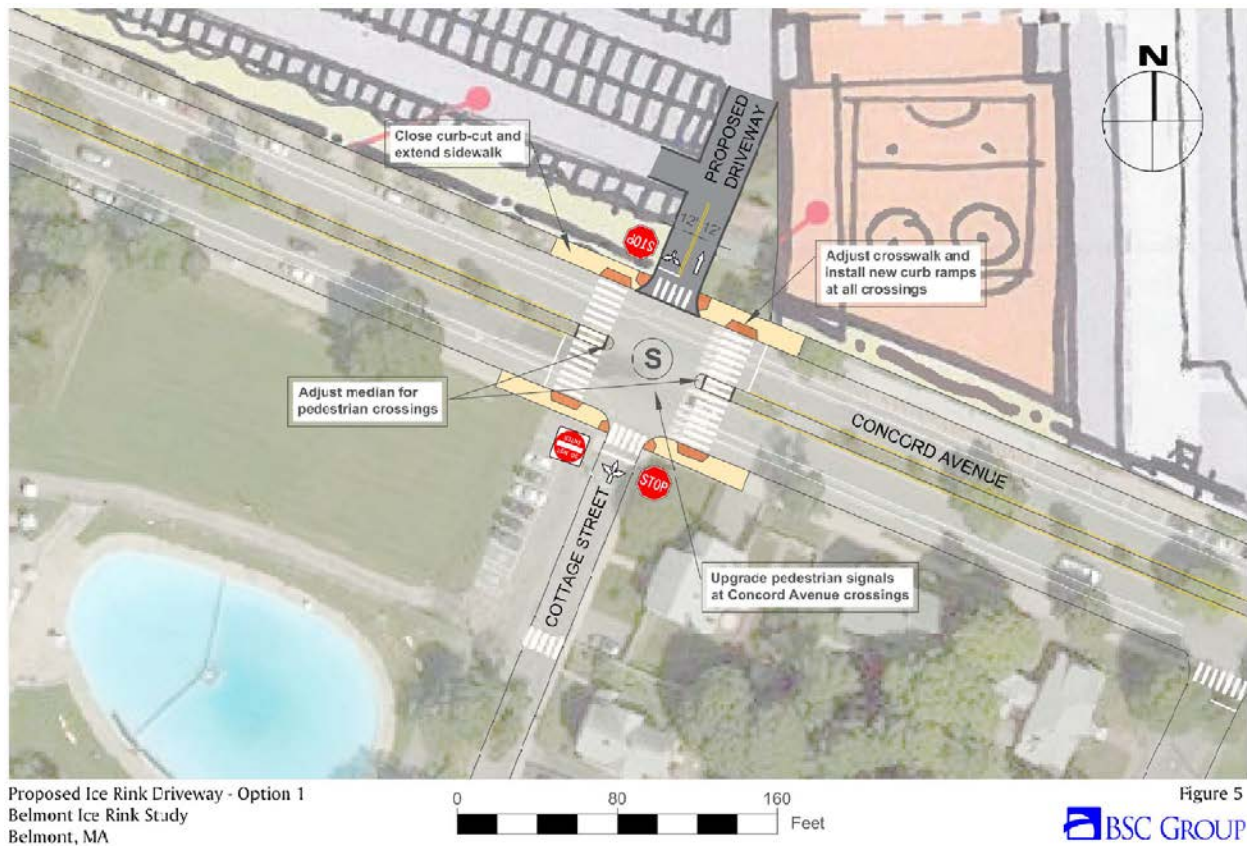 N
Close curb-cut and
extend sidewalk
PROPOSED
DRIVEWAY
STOP
12' 12'
Adjust crosswalk and
install new curb ramps
at all crossings
S
Adjust median for
pedestrian crossings
CONCORD AVENUE
STOP
COTTAGE STREET
Upgrade pedestrian signals
at Concord Avenue crossings
Proposed Ice Rink Driveway - Option 1
Belmont Ice Rink Study
Belmont, MA
0 80 160
Feet
Figure 5
BSC GROUP